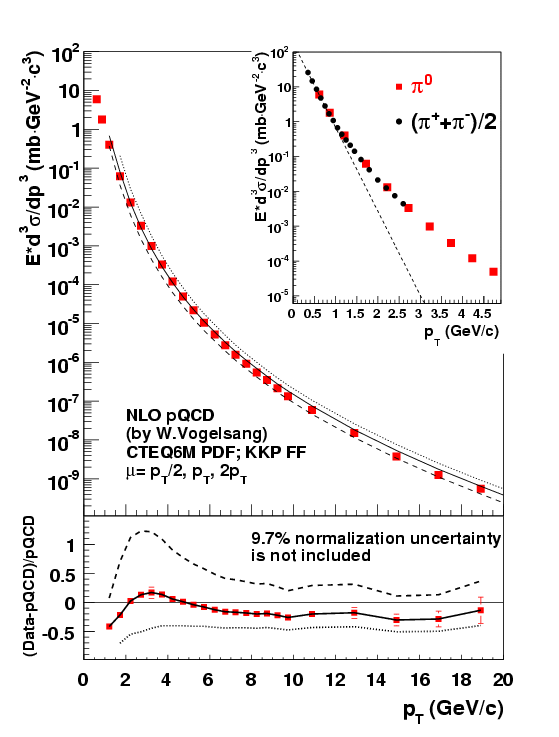 10²
10
1
10⁻¹
10⁻²
10⁻³
10⁻⁴
10⁻⁵
10⁻⁶
10⁻⁷
10⁻⁸
10⁻⁹
E*d³σ/dp³ (mb·GeV⁻²·c³)
NLO pQCD
(by W.Vogelsang)
CTEQ6M PDF; KKP FF
μ= p_T/2, p_T, 2p_T
10²
10
1
10⁻¹
10⁻²
10⁻³
10⁻⁴
10⁻⁵
E*d³σ/dp³ (mb·GeV⁻²·c³)
π⁰
(π⁺+π⁻)/2
0 0.5 1 1.5 2 2.5 3 3.5 4 4.5
p_T (GeV/c)
1
0.5
0
-0.5
(Data-pQCD)/pQCD
9.7% normalization uncertainty
is not included
0 2 4 6 8 10 12 14 16 18 20
p_T (GeV/c)